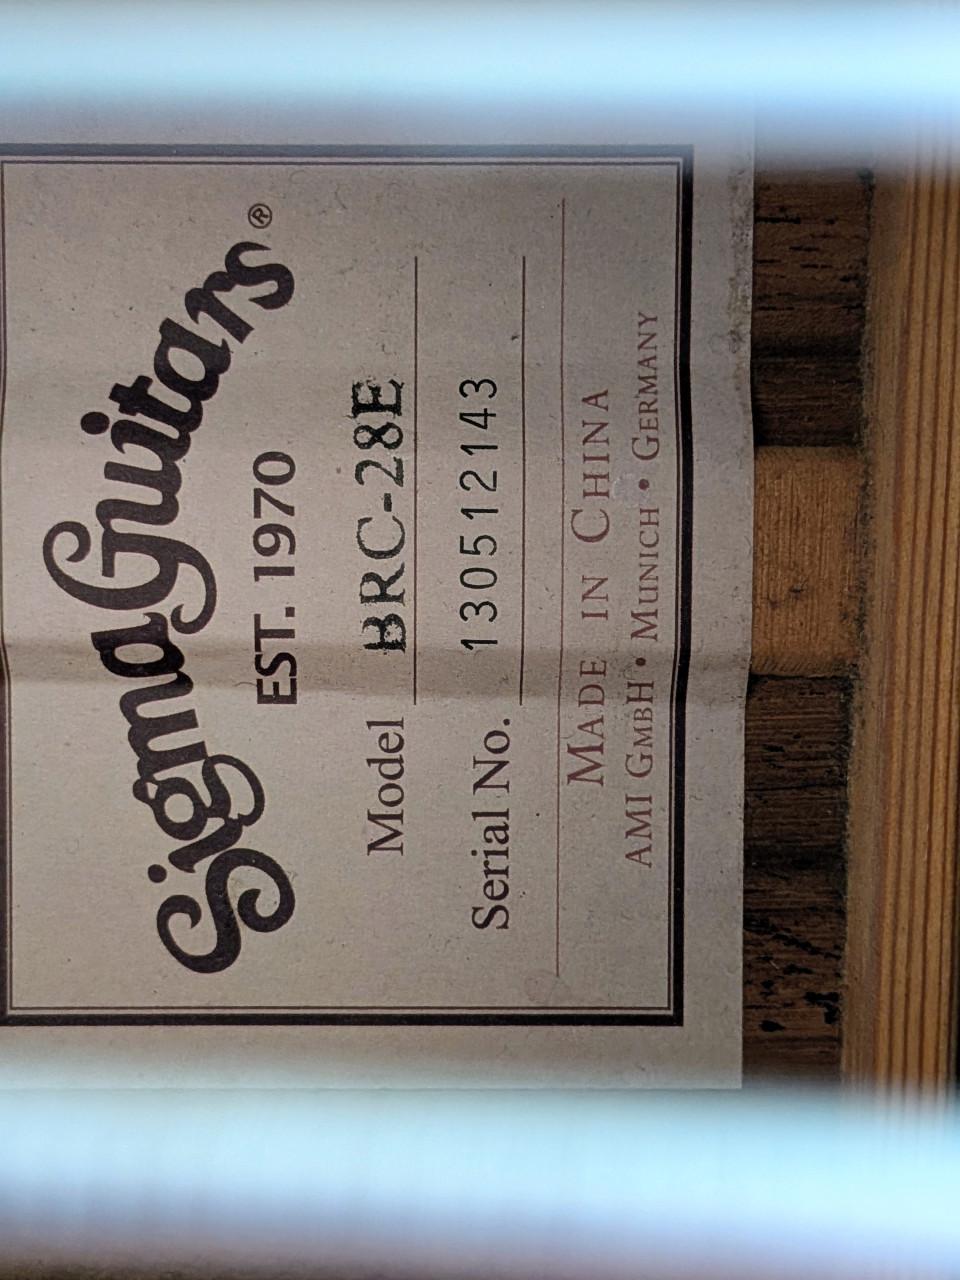 Sigma Guitars®
EST. 1970
Model BRC-28E
Serial No. 130512143
MADE IN CHINA
AMI GMBH • MUNICH • GERMANY